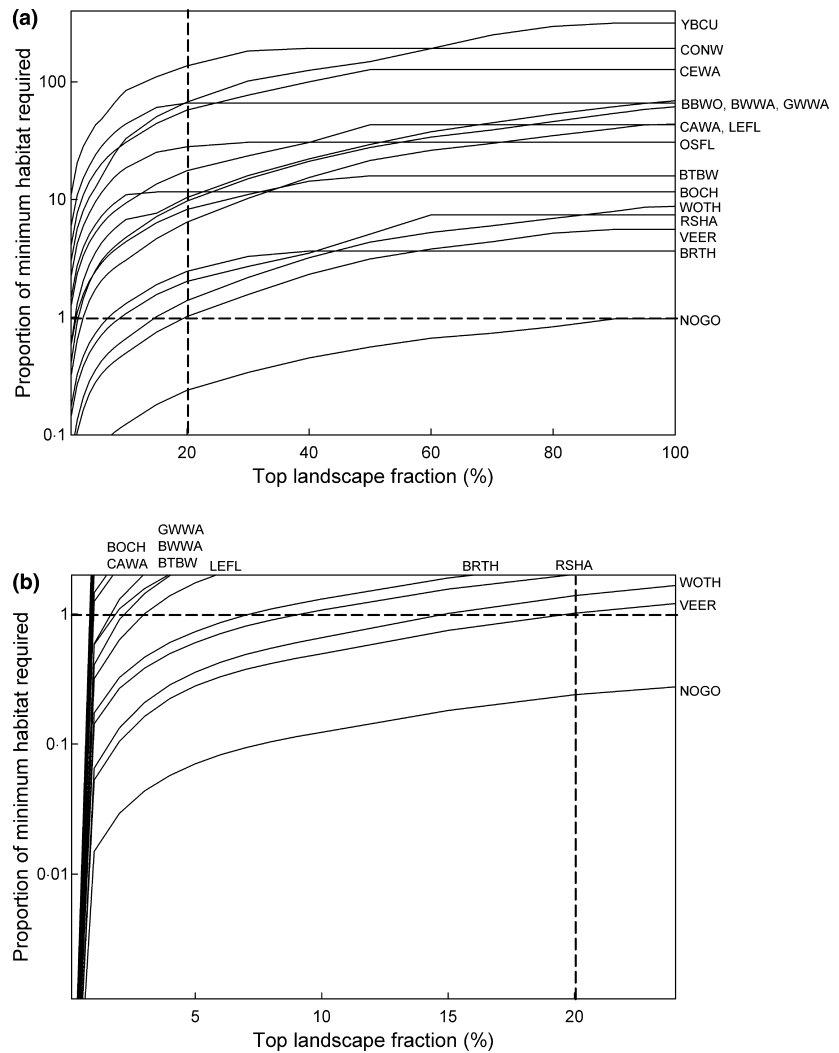 (a)
Proportion of minimum habitat required
100
10
1
0·1
20
40
60
80
100
Top landscape fraction (%)
YBCU
CONW
CEWA
BBWO, BWWA, GWWA
CAWA, LEFL
OSFL
BTBW
BOCH
WOTH
RSHA
VEER
BRTH
NOGO
(b)
BOCH
CAWA
GWWA
BWWA
BTBW
LEFL
BRTH
RSHA
WOTH
VEER
NOGO
Proportion of minimum habitat required
1
0·1
0·01
5
10
15
20
Top landscape fraction (%)